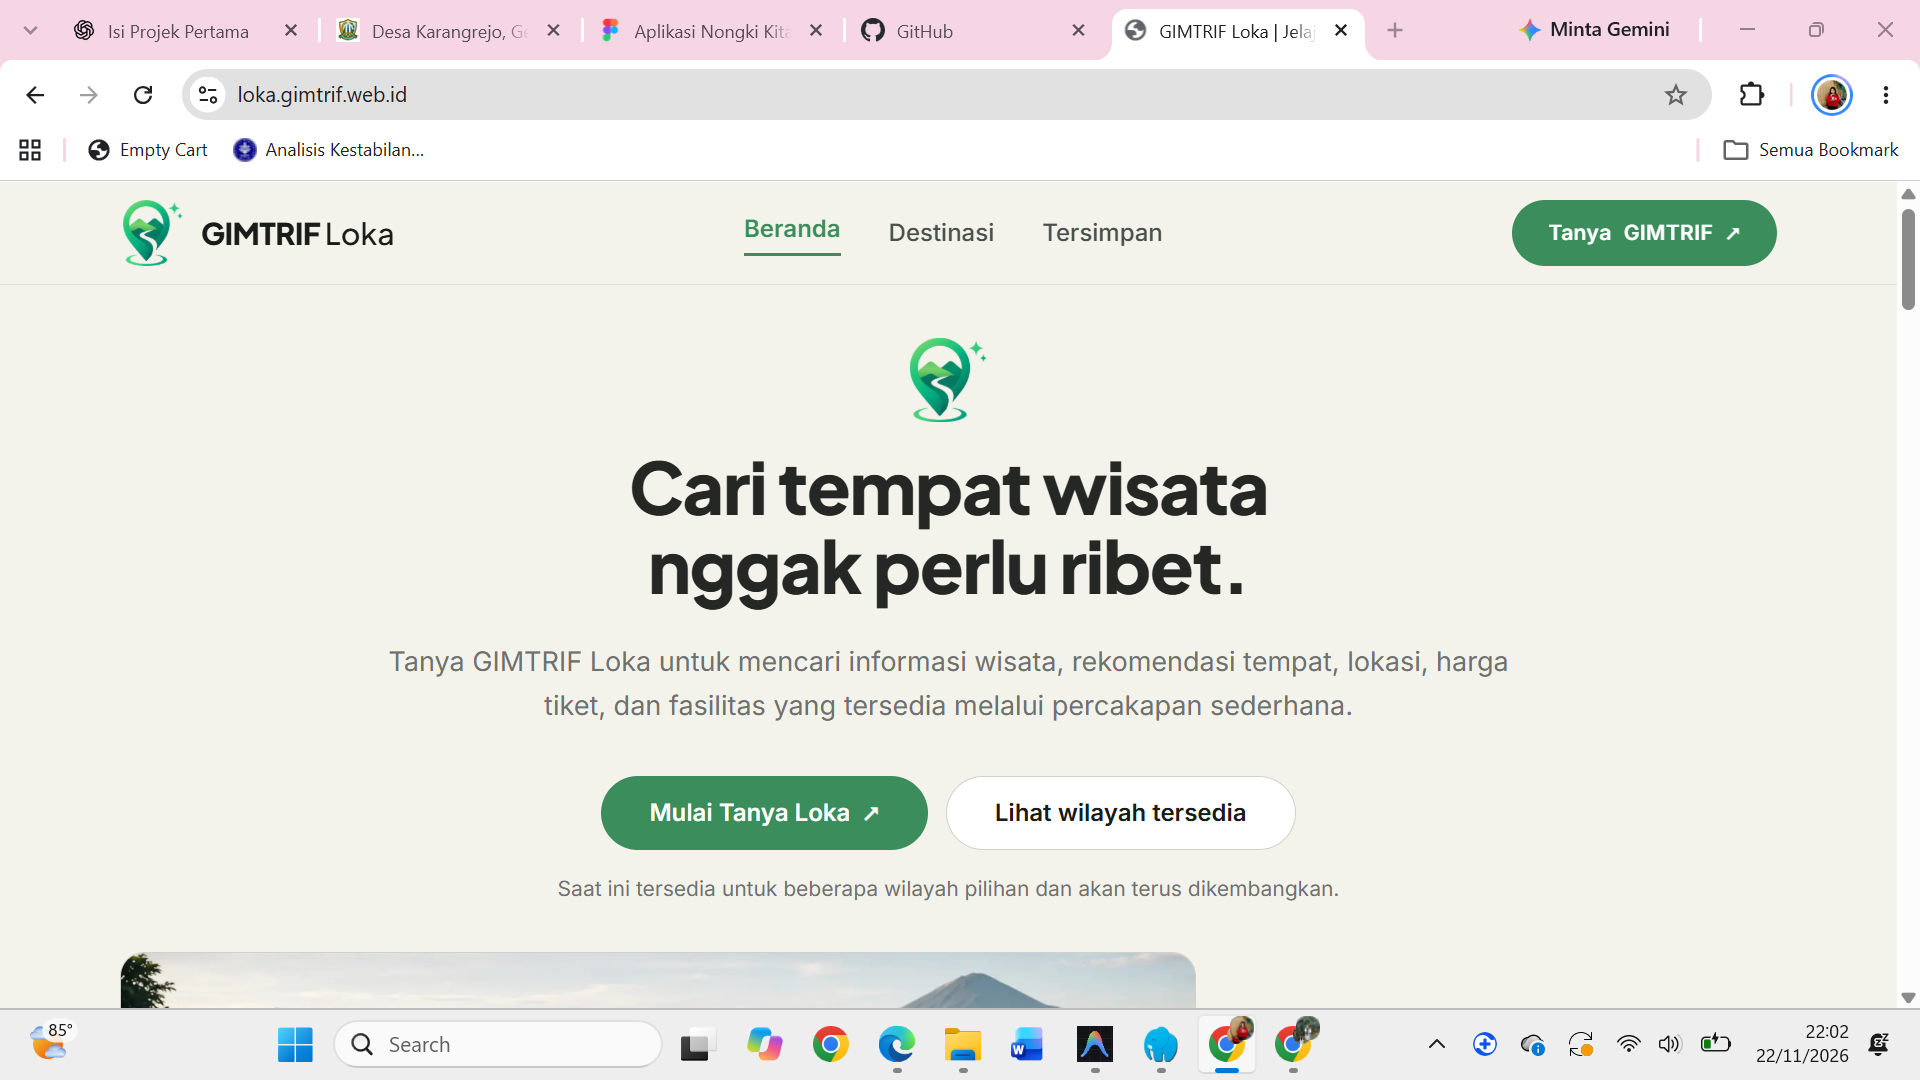 Isi Projek Pertama
Desa Karangrejo, Ge
Aplikasi Nongki Kita
GitHub
GIMTRIF Loka | Jelaj
Minta Gemini
loka.gimtrif.web.id
Empty Cart
Analisis Kestabilan...
Semua Bookmark
GIMTRIF Loka
Beranda
Destinasi
Tersimpan
Tanya GIMTRIF ↗
Cari tempat wisata
nggak perlu ribet.
Tanya GIMTRIF Loka untuk mencari informasi wisata, rekomendasi tempat, lokasi, harga
tiket, dan fasilitas yang tersedia melalui percakapan sederhana.
Mulai Tanya Loka ↗
Lihat wilayah tersedia
Saat ini tersedia untuk beberapa wilayah pilihan dan akan terus dikembangkan.
85°
Search
22:02
22/11/2026